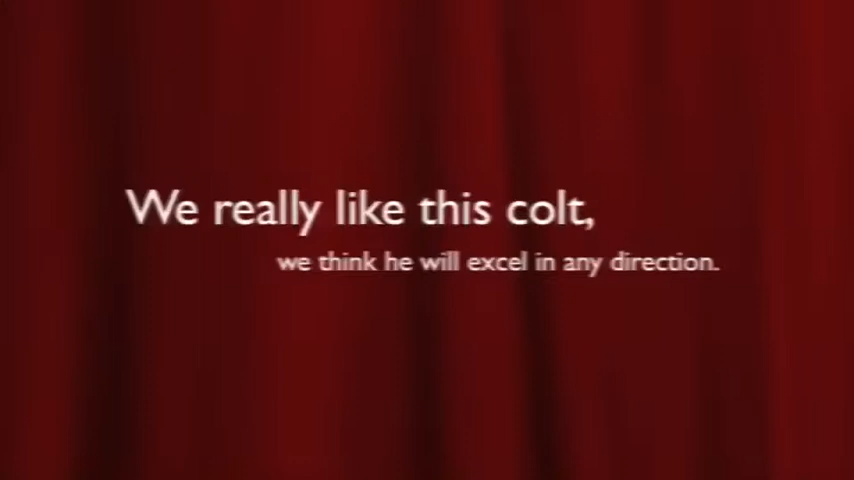 We really like this colt,
we think he will excel in any direction.